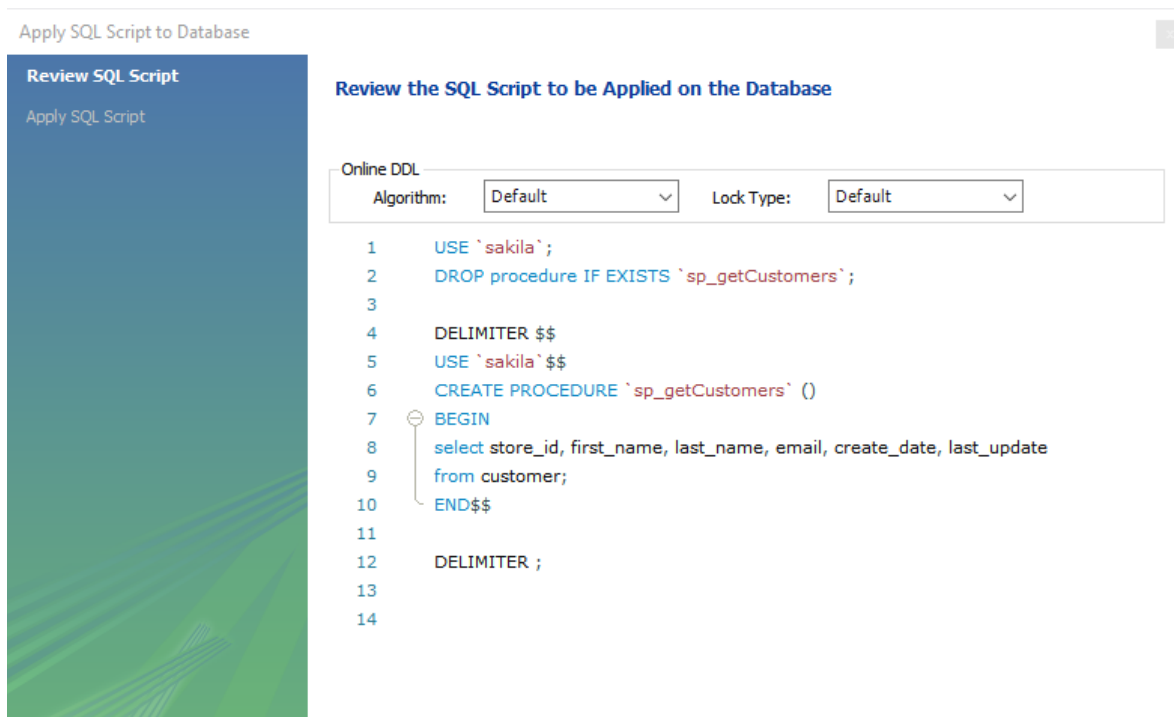 Apply SQL Script to Database
Review SQL Script
Apply SQL Script
Review the SQL Script to be Applied on the Database
Online DDL
Algorithm: Default Lock Type: Default
1 USE `sakila`;
2 DROP procedure IF EXISTS `sp_getCustomers`;
3
4 DELIMITER $$
5 USE `sakila`$$
6 CREATE PROCEDURE `sp_getCustomers` ()
7 BEGIN
8 select store_id, first_name, last_name, email, create_date, last_update
9 from customer;
10 END$$
11
12 DELIMITER ;
13
14